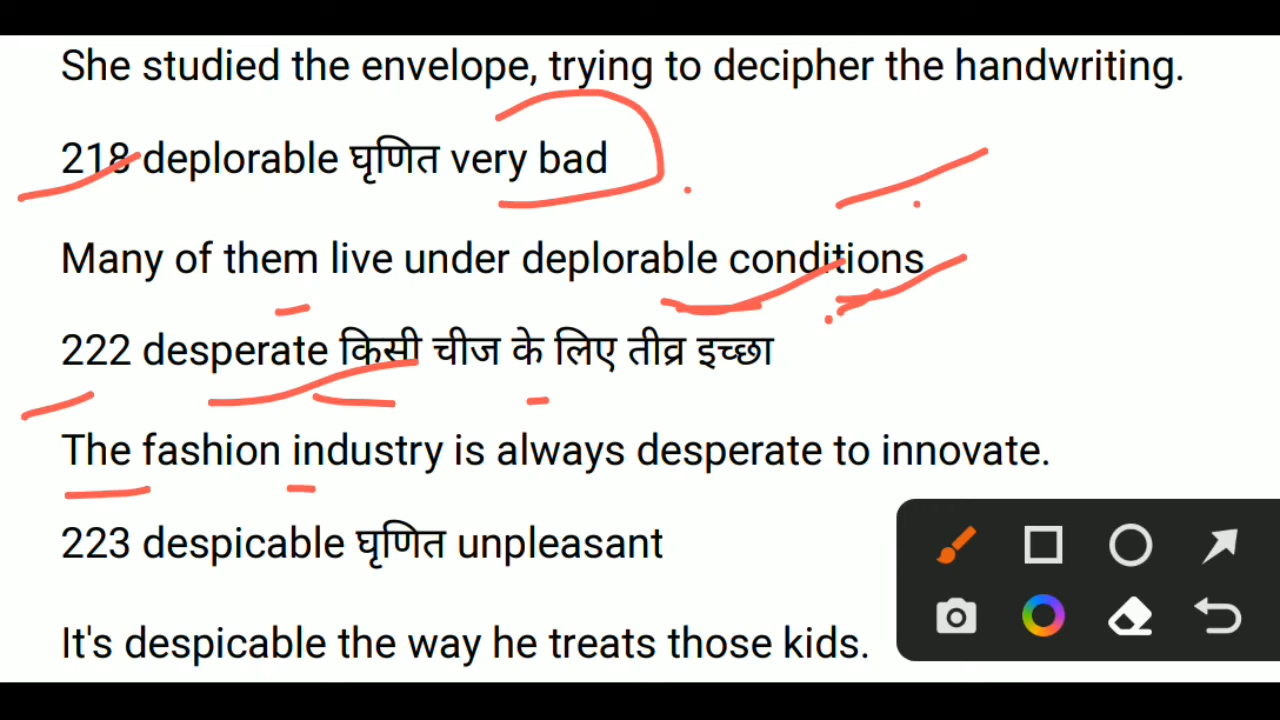 She studied the envelope, trying to decipher the handwriting.
218 deplorable घृणित very bad
Many of them live under deplorable conditions
222 desperate किसी चीज के लिए तीव्र इच्छा
The fashion industry is always desperate to innovate.
223 despicable घृणित unpleasant
It's despicable the way he treats those kids.